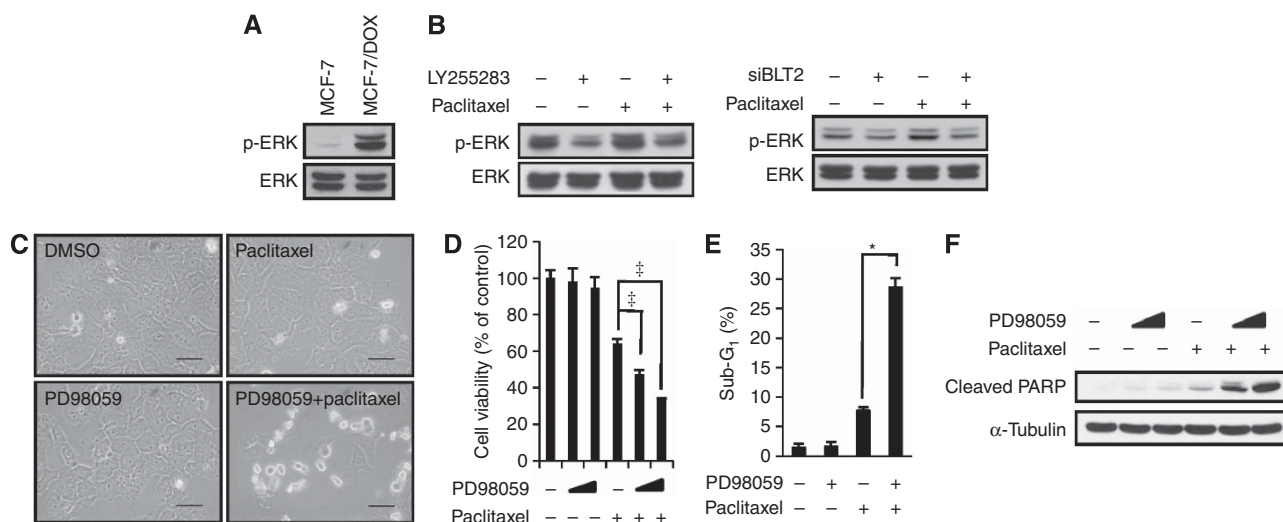 A
MCF-7
MCF-7/DOX
p-ERK
ERK
B
LY255283 – + – +
Paclitaxel – – + +
p-ERK
ERK
siBLT2 – + – +
Paclitaxel – – + +
p-ERK
ERK
C
DMSO
Paclitaxel
PD98059
PD98059+paclitaxel
D
Cell viability (% of control)
120
100
80
60
40
20
0
‡
‡
PD98059 – –
Paclitaxel – – – + + +
E
Sub-G1 (%)
35
30
25
20
15
10
5
0
*
PD98059 – + – +
Paclitaxel – – + +
F
PD98059 – –
Paclitaxel – – – + + +
Cleaved PARP
α-Tubulin